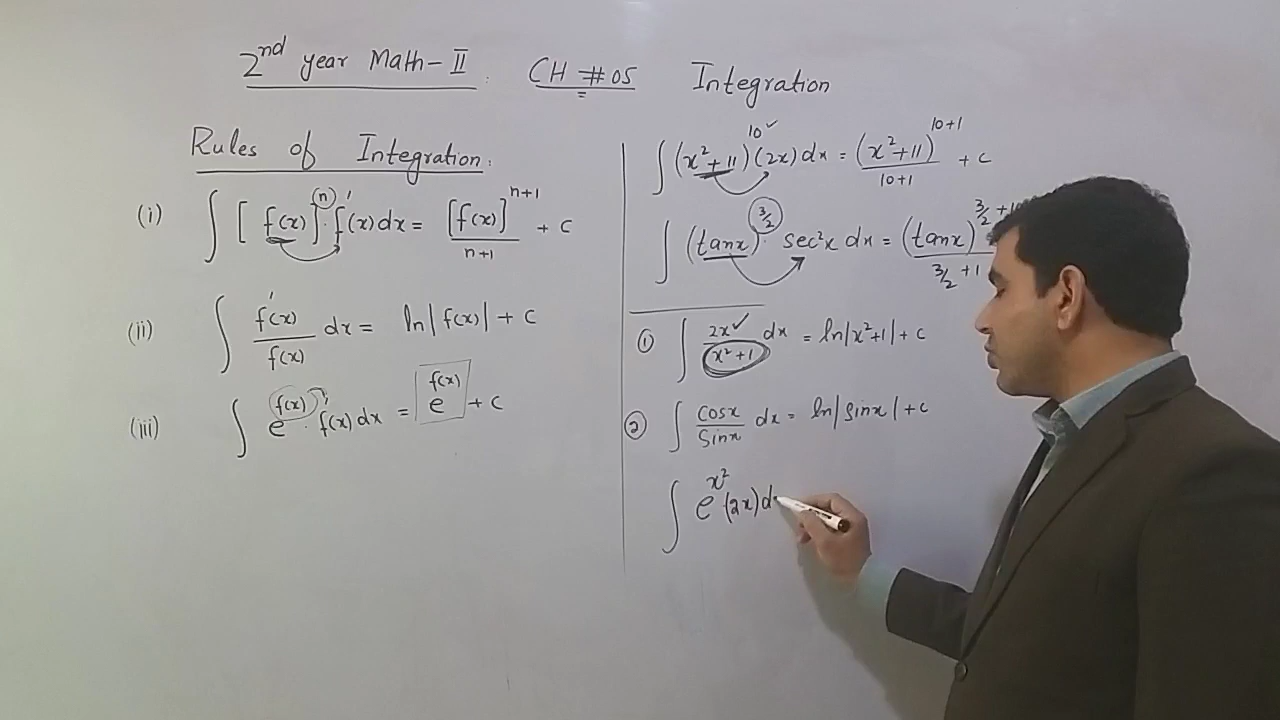 2nd year Math-II. CH #05 Integration
Rules of Integration:
(i) ∫ [f(x)]^n · f'(x) dx = [f(x)]^(n+1) / (n+1) + c
(ii) ∫ f'(x) / f(x) dx = ln|f(x)| + c
(iii) ∫ e^f(x) · f'(x) dx = e^f(x) + c
∫ (x²+11)^10 ✓ (2x) dx = (x²+11)^(10+1) / (10+1) + c
∫ (tanx)^(3/2) · sec²x dx = (tanx)^(3/2+1) / (3/2+1)
① ∫ 2x ✓ / (x²+1) dx = ln|x²+1| + c
② ∫ cosx / sinx dx = ln|sinx| + c
∫ e^x² (2x) dx